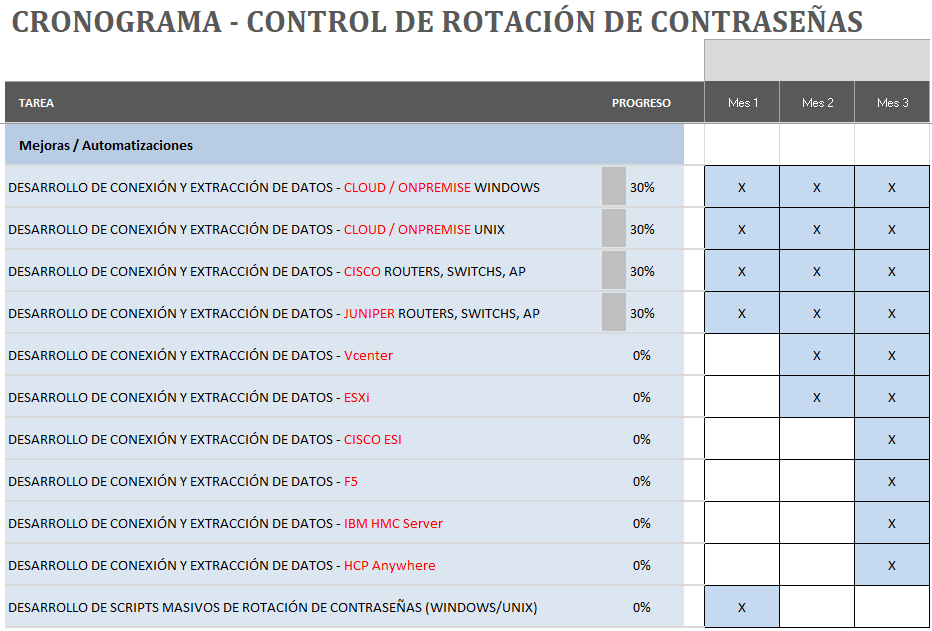 CRONOGRAMA - CONTROL DE ROTACIÓN DE CONTRASEÑAS
TAREA PROGRESO Mes 1 Mes 2 Mes 3
Mejoras / Automatizaciones
DESARROLLO DE CONEXIÓN Y EXTRACCIÓN DE DATOS - CLOUD / ONPREMISE WINDOWS 30% X X X
DESARROLLO DE CONEXIÓN Y EXTRACCIÓN DE DATOS - CLOUD / ONPREMISE UNIX 30% X X X
DESARROLLO DE CONEXIÓN Y EXTRACCIÓN DE DATOS - CISCO ROUTERS, SWITCHS, AP 30% X X X
DESARROLLO DE CONEXIÓN Y EXTRACCIÓN DE DATOS - JUNIPER ROUTERS, SWITCHS, AP 30% X X X
DESARROLLO DE CONEXIÓN Y EXTRACCIÓN DE DATOS - Vcenter 0% X X
DESARROLLO DE CONEXIÓN Y EXTRACCIÓN DE DATOS - ESXi 0% X X
DESARROLLO DE CONEXIÓN Y EXTRACCIÓN DE DATOS - CISCO ESI 0% X
DESARROLLO DE CONEXIÓN Y EXTRACCIÓN DE DATOS - F5 0% X
DESARROLLO DE CONEXIÓN Y EXTRACCIÓN DE DATOS - IBM HMC Server 0% X
DESARROLLO DE CONEXIÓN Y EXTRACCIÓN DE DATOS - HCP Anywhere 0% X
DESARROLLO DE SCRIPTS MASIVOS DE ROTACIÓN DE CONTRASEÑAS (WINDOWS/UNIX) 0% X